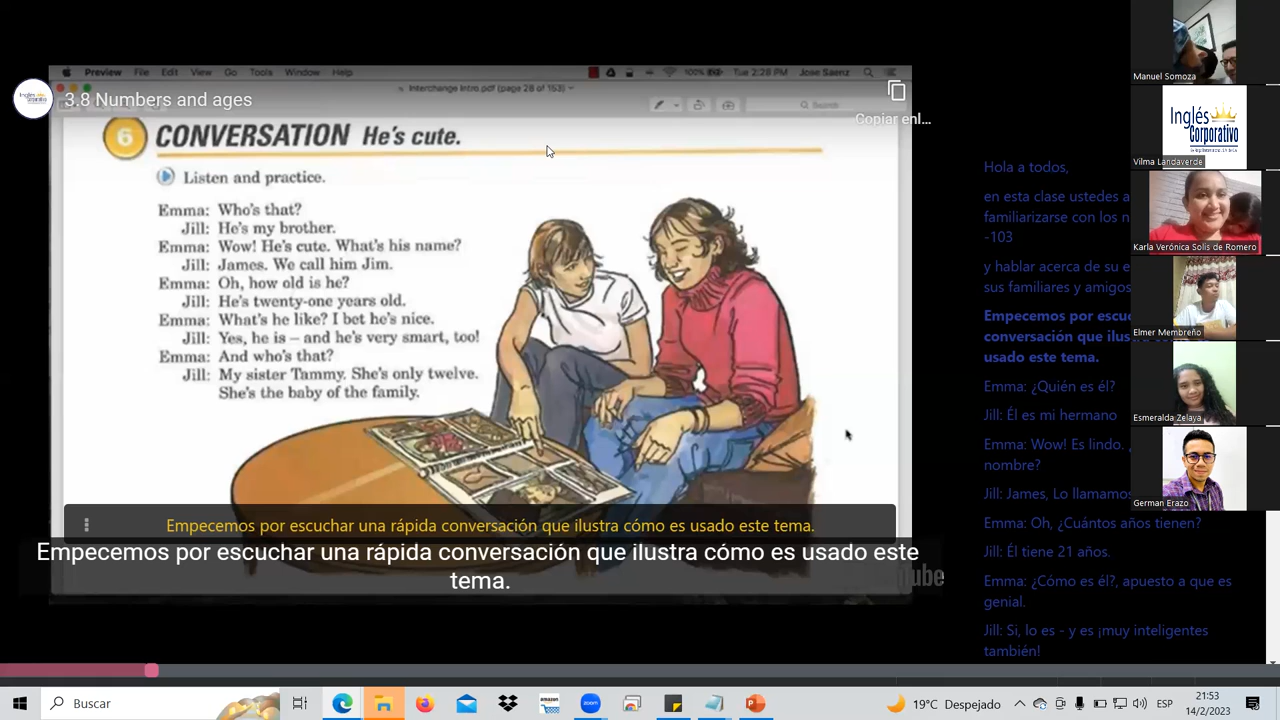 Preview File Edit View Go Tools Window Help
100% Tue 2:28 PM Jose Saenz
Interchange Intro.pdf (page 28 of 153)
Search
3.8 Numbers and ages
Copiar enl...
6 CONVERSATION He's cute.
Listen and practice.
Emma: Who's that?
Jill: He's my brother.
Emma: Wow! He's cute. What's his name?
Jill: James. We call him Jim.
Emma: Oh, how old is he?
Jill: He's twenty-one years old.
Emma: What's he like? I bet he's nice.
Jill: Yes, he is – and he's very smart, too!
Emma: And who's that?
Jill: My sister Tammy. She's only twelve.
She's the baby of the family.
Empecemos por escuchar una rápida conversación que ilustra cómo es usado este tema.
Empecemos por escuchar una rápida conversación que ilustra cómo es usado este
tema.
Hola a todos,
en esta clase ustedes a
familiarizarse con los n
-103
y hablar acerca de su e
sus familiares y amigos
Empecemos por escu
conversación que ilus
usado este tema.
Emma: ¿Quién es él?
Jill: Él es mi hermano
Emma: Wow! Es lindo.
nombre?
Jill: James, Lo llamamos
Emma: Oh, ¿Cuántos años tienen?
Jill: Él tiene 21 años.
Emma: ¿Cómo es él?, apuesto a que es
genial.
Jill: Si, lo es - y es ¡muy inteligentes
también!
Manuel Somoza
Inglés
Corporativo
Vilma Landaverde
Karla Verónica Solis de Romero
Elmer Membreño
Esmeralda Zelaya
German Erazo
Buscar
amazon
zoom
19°C Despejado
ESP
21:53
14/2/2023